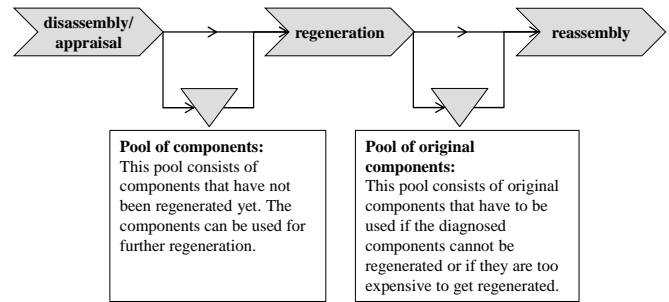 disassembly/
appraisal
regeneration
reassembly
Pool of components:
This pool consists of
components that have not
been regenerated yet. The
components can be used for
further regeneration.
Pool of original
components:
This pool consists of original
components that have to be
used if the diagnosed
components cannot be
regenerated or if they are too
expensive to get regenerated.